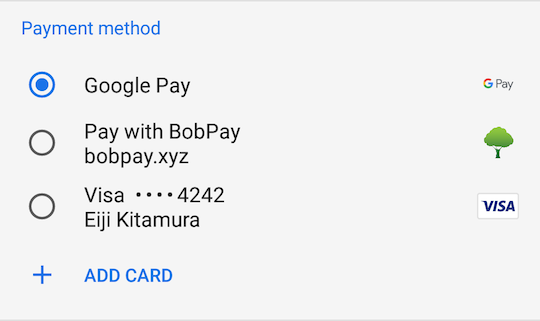 Payment method
Google Pay
G Pay
Pay with BobPay
bobpay.xyz
Visa •••• 4242
Eiji Kitamura
VISA
+ ADD CARD